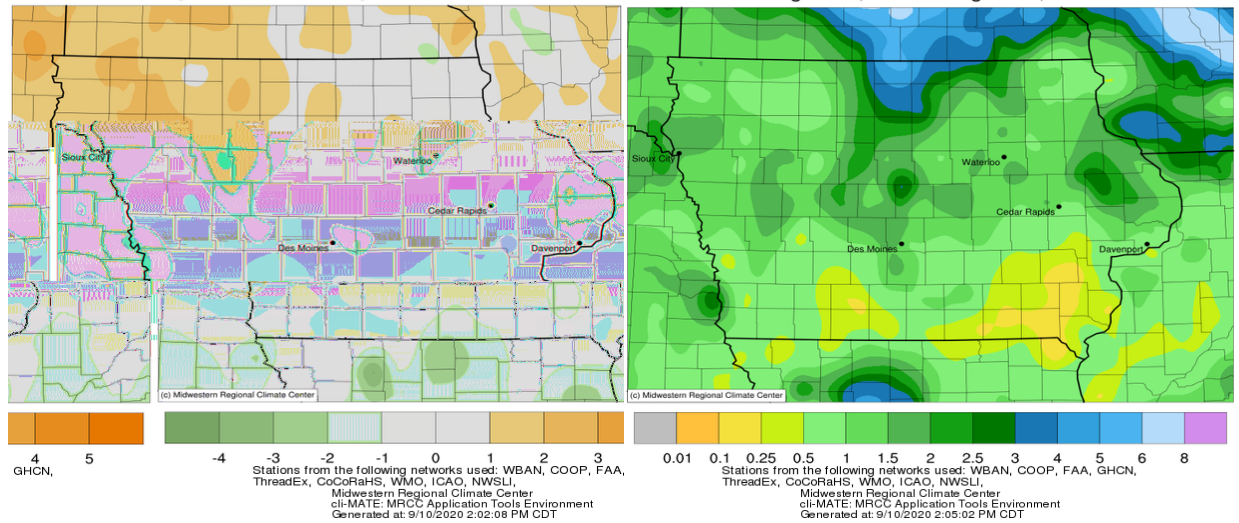 Sioux City
Waterloo
Cedar Rapids
Des Moines
Davenport
(c) Midwestern Regional Climate Center
4 5
GHCN,
-4 -3 -2 -1 0 1 2 3
Stations from the following networks used: WBAN, COOP, FAA,
ThreadEx, CoCoRaHS, WMO, ICAO, NWSLI,
Midwestern Regional Climate Center
cli-MATE: MRCC Application Tools Environment
Generated at: 9/10/2020 2:02:08 PM CDT
Sioux City
Waterloo
Cedar Rapids
Des Moines
Davenport
(c) Midwestern Regional Climate Center
0.01 0.1 0.25 0.5 1 1.5 2 2.5 3 4 5 6 8
Stations from the following networks used: WBAN, COOP, FAA, GHCN,
ThreadEx, CoCoRaHS, WMO, ICAO, NWSLI,
Midwestern Regional Climate Center
cli-MATE: MRCC Application Tools Environment
Generated at: 9/10/2020 2:05:02 PM CDT